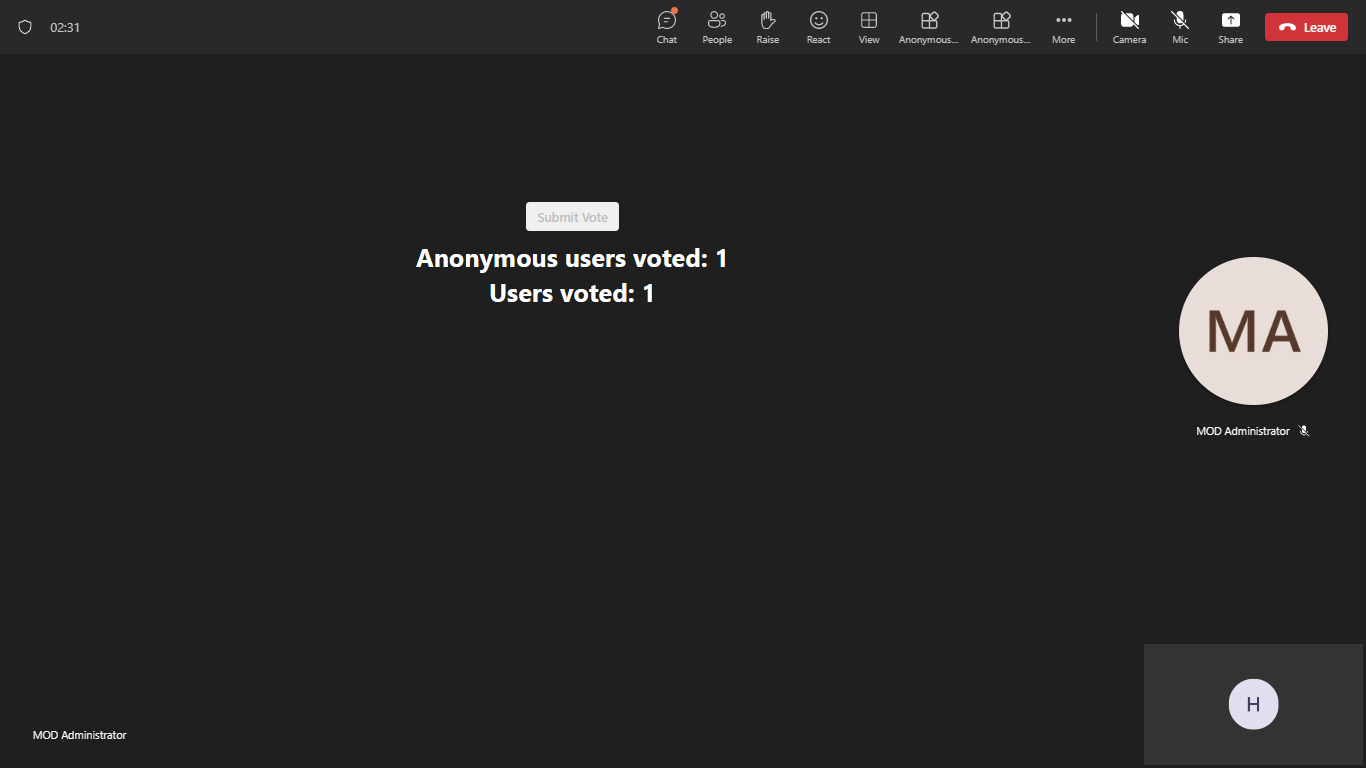 02:31
Chat
People
Raise
React
View
Anonymous...
Anonymous...
More
Camera
Mic
Share
Leave
Submit Vote
Anonymous users voted: 1
Users voted: 1
MA
MOD Administrator
H
MOD Administrator